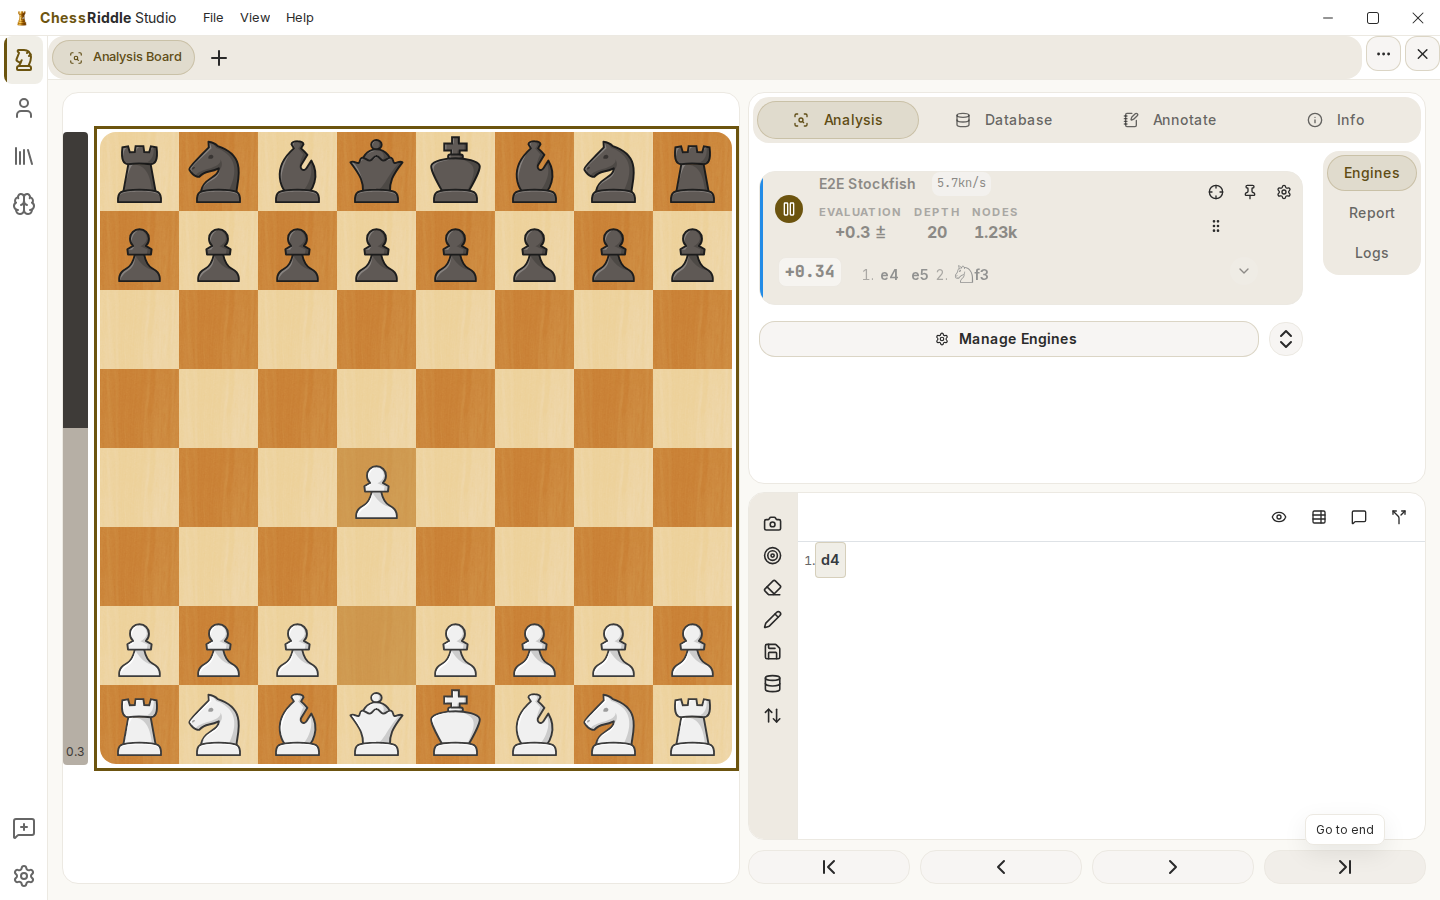 ChessRiddle Studio File View Help
Analysis Board
Analysis Database Annotate Info
Engines
Report
Logs
E2E Stockfish 5.7kn/s
EVALUATION DEPTH NODES
+0.3 ± 20 1.23k
+0.34 1. e4 e5 2. f3
Manage Engines
0.3
1. d4
Go to end